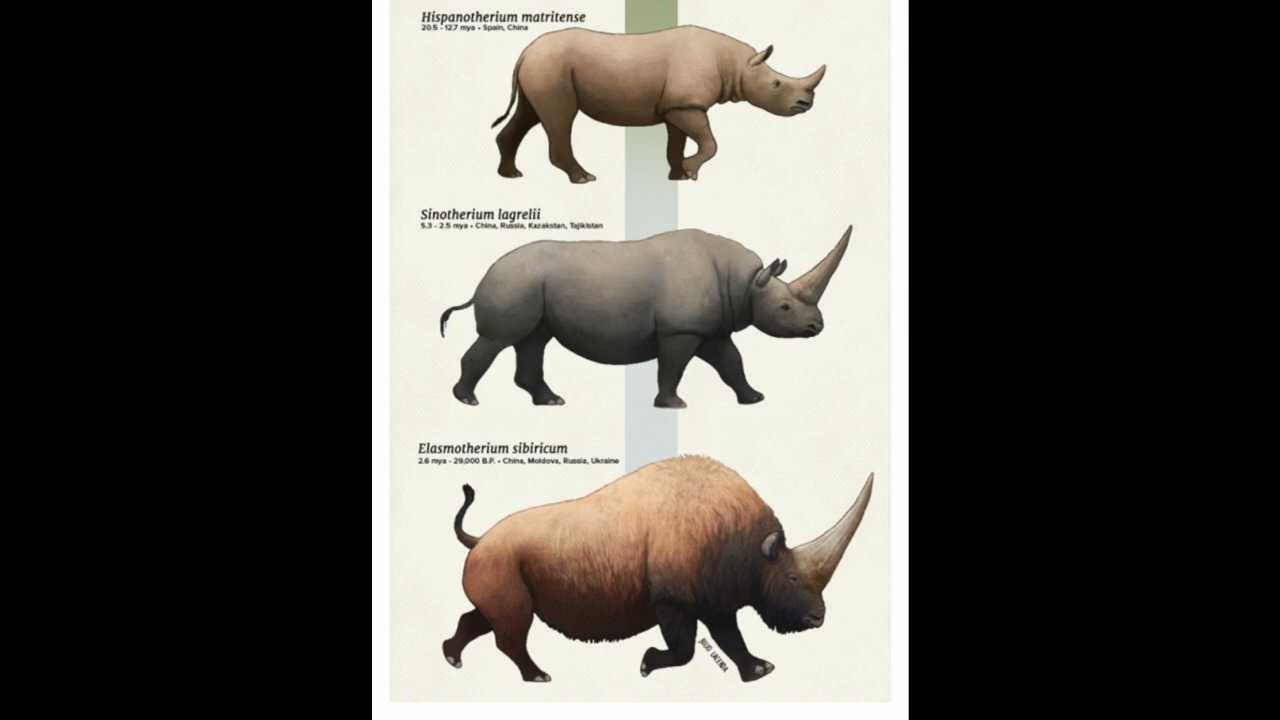 Hispanotherium matritense
20.5 - 12.7 mya • Spain, China
Sinotherium lagrelii
5.3 - 2.5 mya • China, Russia, Kazakstan, Tajikistan
Elasmotherium sibiricum
2.6 mya - 29,000 B.P. • China, Moldova, Russia, Ukraine
JULIO LACERDA